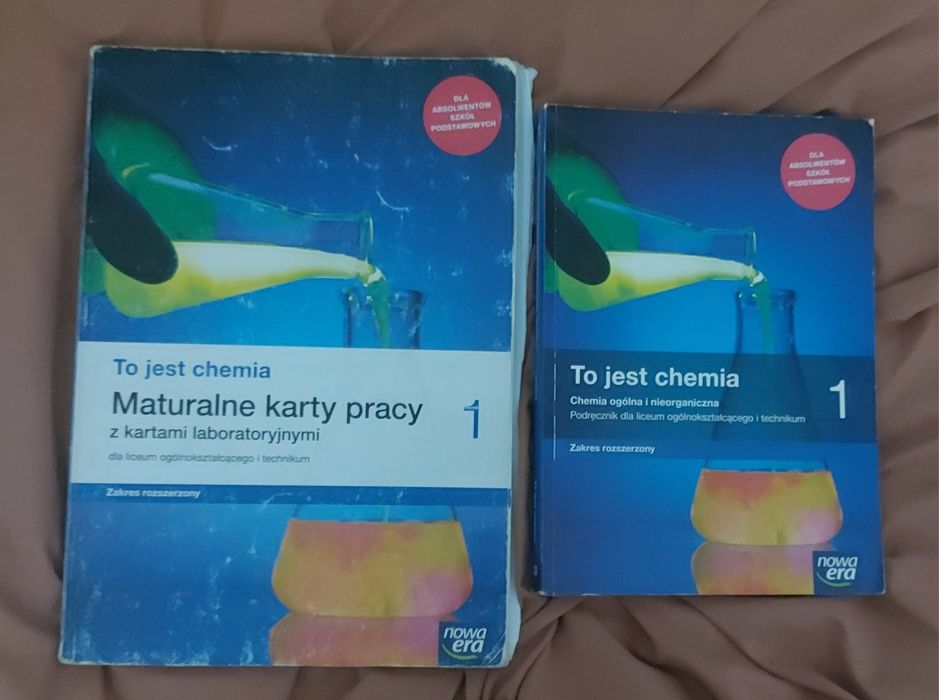 DLA
ABSOLWENTÓW
SZKÓŁ
PODSTAWOWYCH
To jest chemia
Maturalne karty pracy
z kartami laboratoryjnymi
1
dla liceum ogólnokształcącego i technikum
Zakres rozszerzony
nowa
era
DLA
ABSOLWENTÓW
SZKÓŁ
PODSTAWOWYCH
To jest chemia
1
Chemia ogólna i nieorganiczna
Podręcznik dla liceum ogólnokształcącego i technikum
Zakres rozszerzony
nowa
era